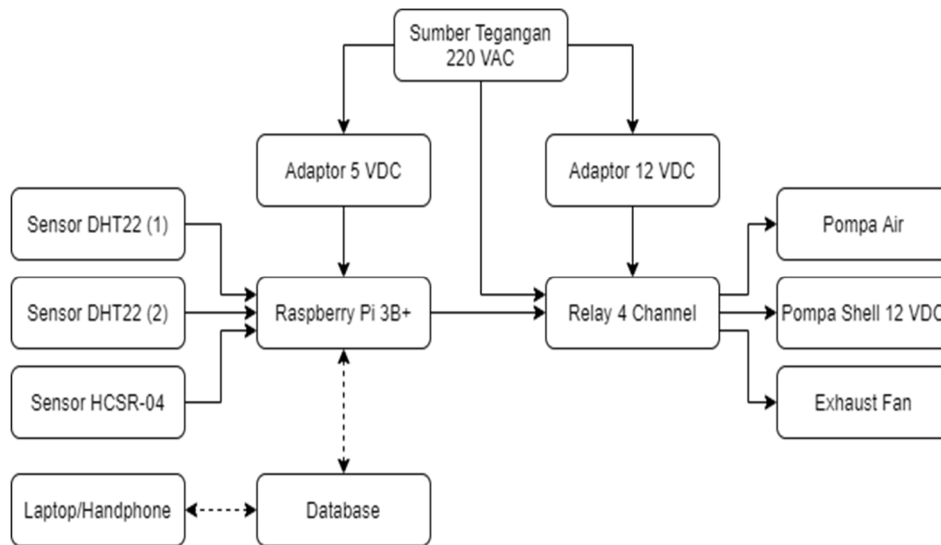 Sumber Tegangan
220 VAC
Adaptor 5 VDC
Adaptor 12 VDC
Sensor DHT22 (1)
Pompa Air
Sensor DHT22 (2)
Raspberry Pi 3B+
Relay 4 Channel
Pompa Shell 12 VDC
Sensor HCSR-04
Exhaust Fan
Laptop/Handphone
Database